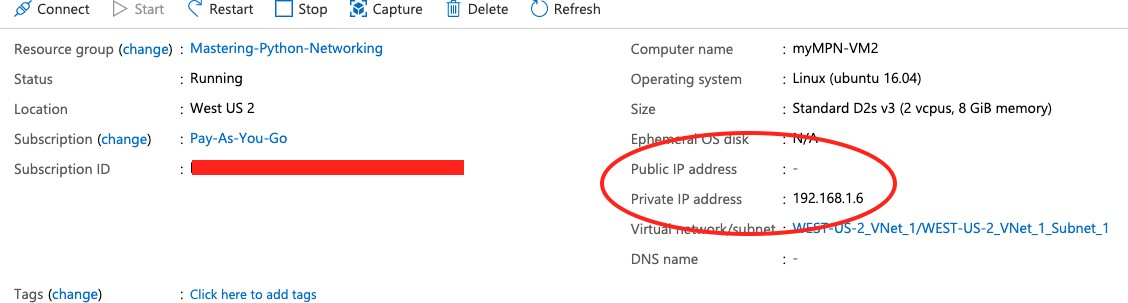 Connect Start Restart Stop Capture Delete Refresh
Resource group (change) : Mastering-Python-Networking
Status : Running
Location : West US 2
Subscription (change) : Pay-As-You-Go
Subscription ID :
Computer name : myMPN-VM2
Operating system : Linux (ubuntu 16.04)
Size : Standard D2s v3 (2 vcpus, 8 GiB memory)
Ephemeral OS disk : N/A
Public IP address : -
Private IP address : 192.168.1.6
Virtual network/subnet : WEST-US-2_VNet_1/WEST-US-2_VNet_1_Subnet_1
DNS name : -
Tags (change) : Click here to add tags